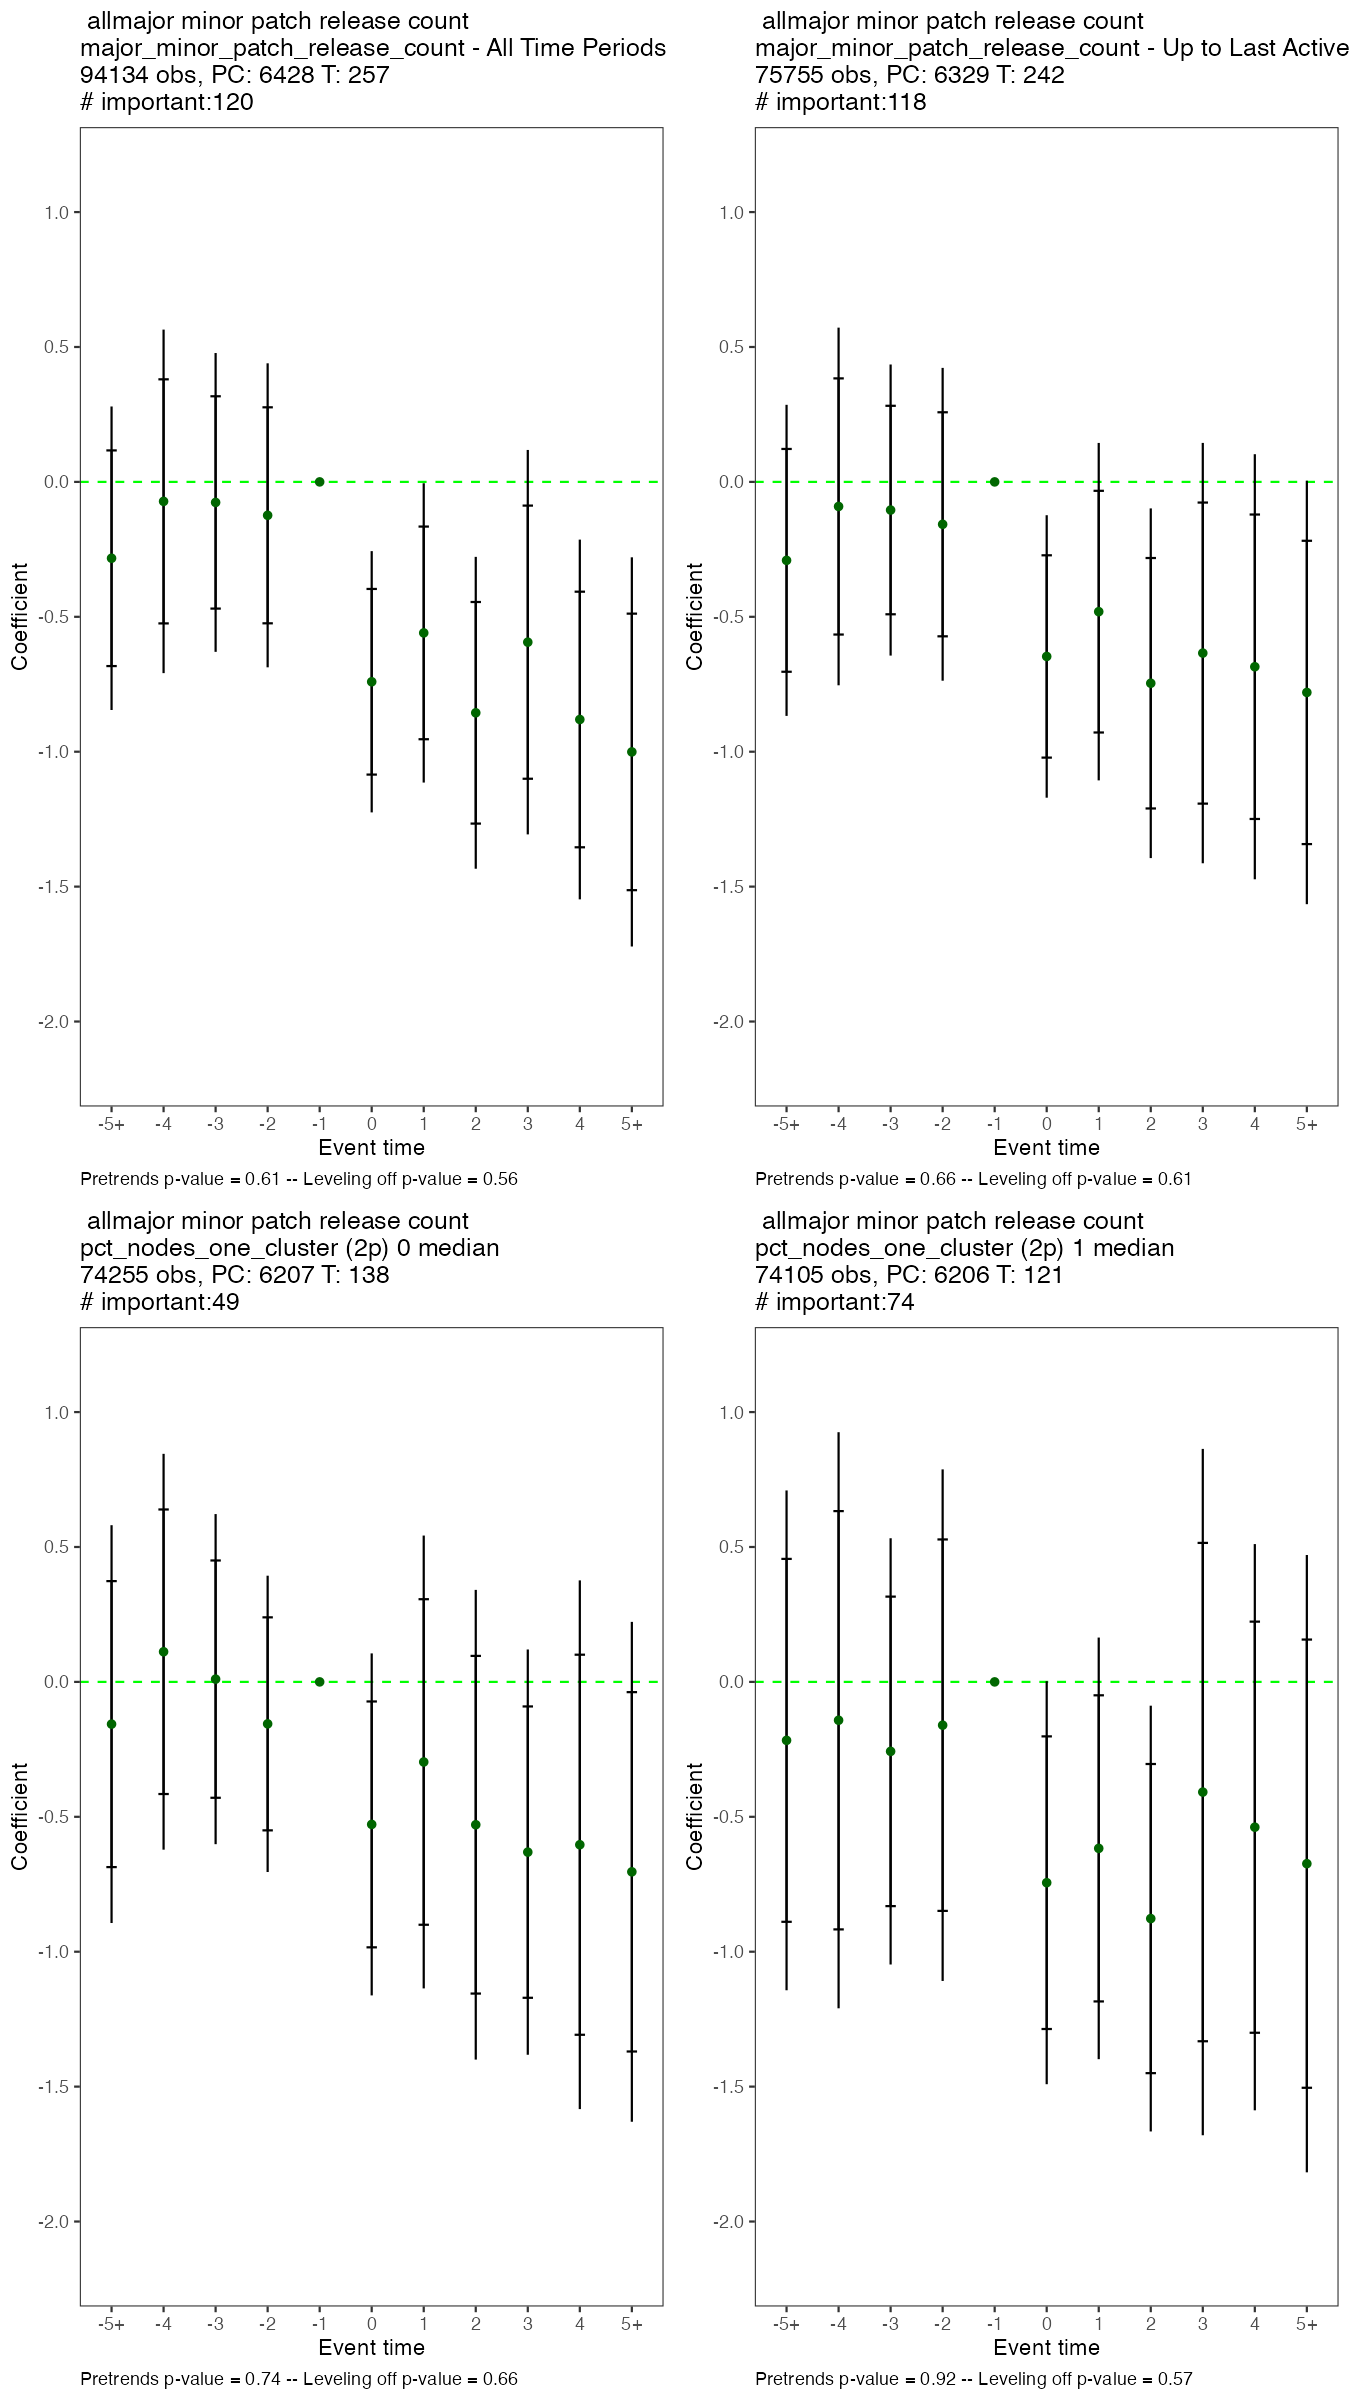 allmajor minor patch release count
major_minor_patch_release_count - All Time Periods
94134 obs, PC: 6428 T: 257
# important:120
1.0
0.5
0.0
-0.5
-1.0
-1.5
-2.0
Coefficient
-5+ -4 -3 -2 -1 0 1 2 3 4 5+
Event time
Pretrends p-value = 0.61 -- Leveling off p-value = 0.56
allmajor minor patch release count
major_minor_patch_release_count - Up to Last Active
75755 obs, PC: 6329 T: 242
# important:118
1.0
0.5
0.0
-0.5
-1.0
-1.5
-2.0
Coefficient
-5+ -4 -3 -2 -1 0 1 2 3 4 5+
Event time
Pretrends p-value = 0.66 -- Leveling off p-value = 0.61
allmajor minor patch release count
pct_nodes_one_cluster (2p) 0 median
74255 obs, PC: 6207 T: 138
# important:49
1.0
0.5
0.0
-0.5
-1.0
-1.5
-2.0
Coefficient
-5+ -4 -3 -2 -1 0 1 2 3 4 5+
Event time
Pretrends p-value = 0.74 -- Leveling off p-value = 0.66
allmajor minor patch release count
pct_nodes_one_cluster (2p) 1 median
74105 obs, PC: 6206 T: 121
# important:74
1.0
0.5
0.0
-0.5
-1.0
-1.5
-2.0
Coefficient
-5+ -4 -3 -2 -1 0 1 2 3 4 5+
Event time
Pretrends p-value = 0.92 -- Leveling off p-value = 0.57